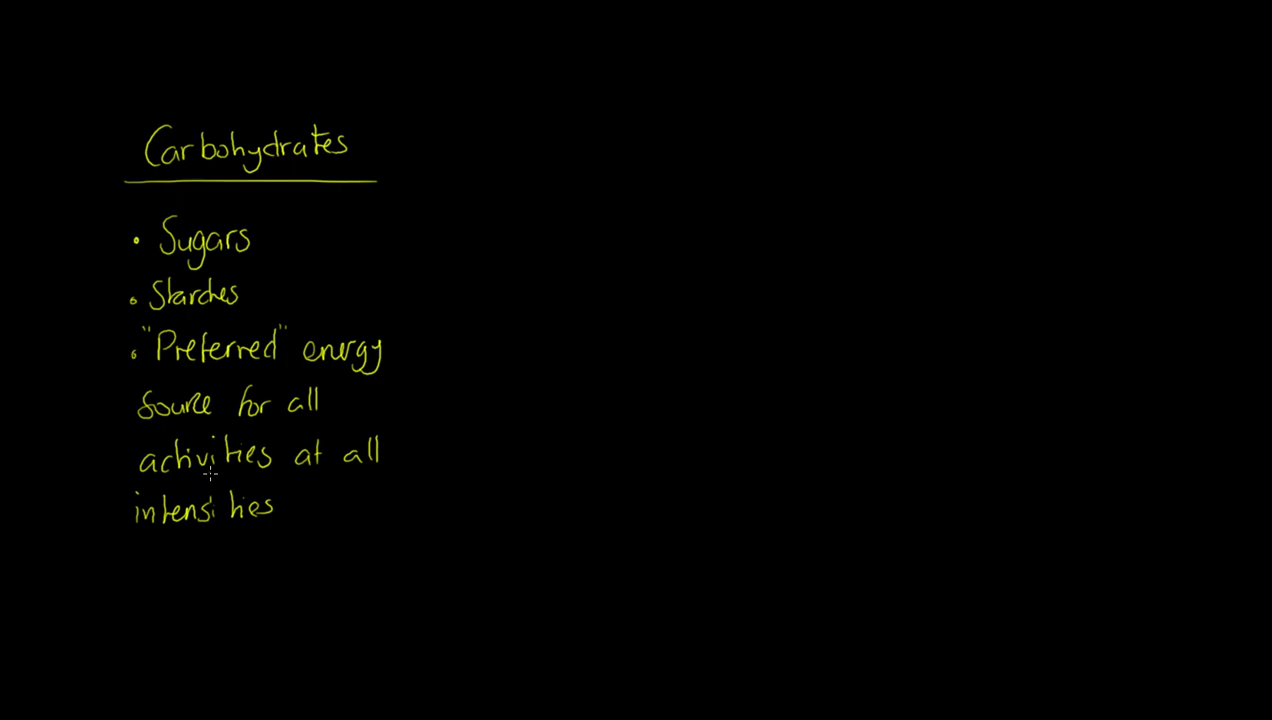 Carbohydrates
• Sugars
• Starches
• "Preferred" energy
source for all
activities at all
intensities